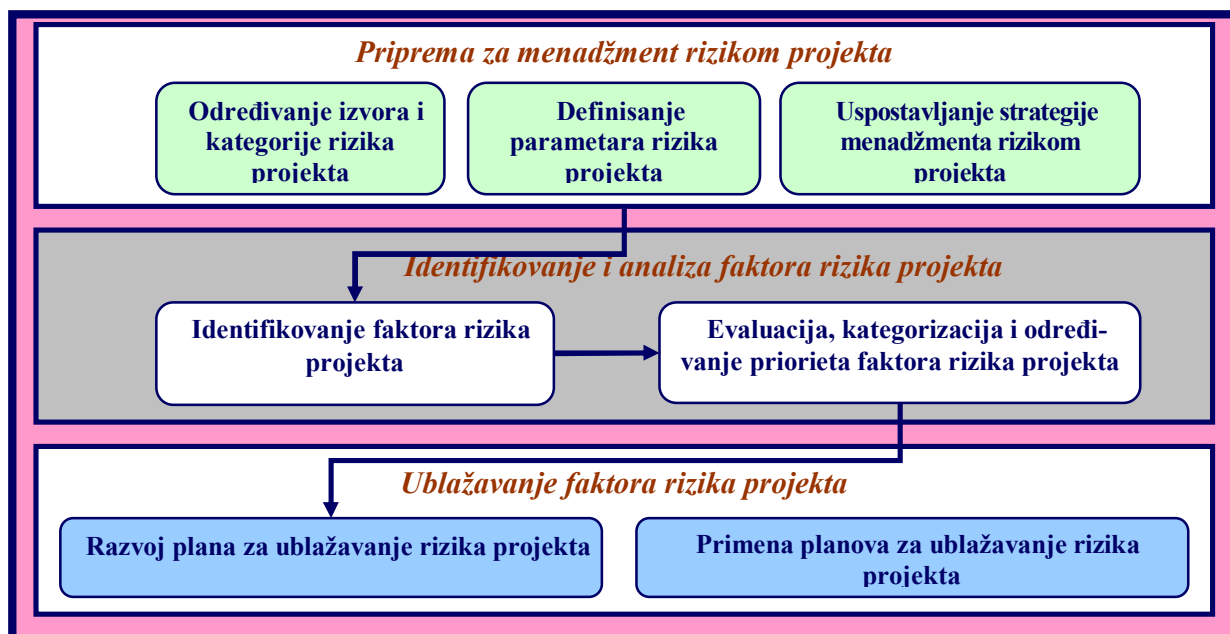 Priprema za menadžment rizikom projekta
Određivanje izvora i
kategorije rizika
projekta
Definisanje
parametara rizika
projekta
Uspostavljanje strategije
menadžmenta rizikom
projekta
Identifikovanje i analiza faktora rizika projekta
Identifikovanje faktora rizika
projekta
Evaluacija, kategorizacija i određi-
vanje priorieta faktora rizika projekta
Ublažavanje faktora rizika projekta
Razvoj plana za ublažavanje rizika projekta
Primena planova za ublažavanje rizika
projekta